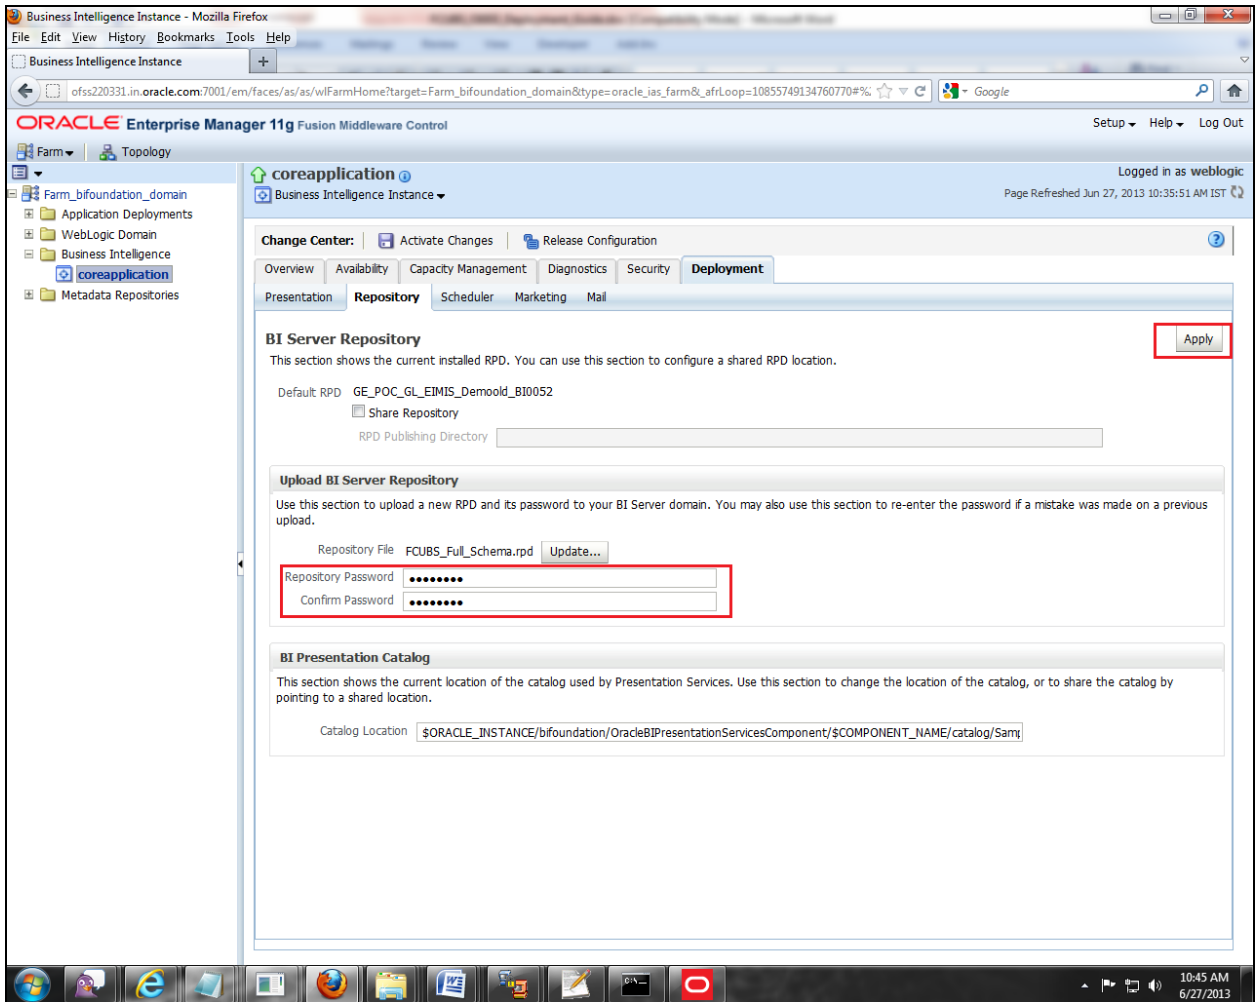 Business Intelligence Instance - Mozilla Firefox
File Edit View History Bookmarks Tools Help
Business Intelligence Instance +
ofss220331.in.oracle.com:7001/em/faces/as/as/wlFarmHome?target=Farm_bifoundation_domain&type=oracle_ias_farm&_afrLoop=10855749134760770#%
Google
ORACLE Enterprise Manager 11g Fusion Middleware Control
Setup Help Log Out
Farm Topology
coreapplication
Logged in as weblogic
Business Intelligence Instance
Page Refreshed Jun 27, 2013 10:35:51 AM IST
Farm_bifoundation_domain
Application Deployments
WebLogic Domain
Business Intelligence
coreapplication
Metadata Repositories
Change Center: Activate Changes Release Configuration
Overview Availability Capacity Management Diagnostics Security Deployment
Presentation Repository Scheduler Marketing Mail
BI Server Repository
Apply
This section shows the current installed RPD. You can use this section to configure a shared RPD location.
Default RPD GE_POC_GL_EIMIS_Demoold_BI0052
Share Repository
RPD Publishing Directory
Upload BI Server Repository
Use this section to upload a new RPD and its password to your BI Server domain. You may also use this section to re-enter the password if a mistake was made on a previous
upload.
Repository File FCUBS_Full_Schema.rpd Update...
Repository Password ••••••••
Confirm Password ••••••••
BI Presentation Catalog
This section shows the current location of the catalog used by Presentation Services. Use this section to change the location of the catalog, or to share the catalog by
pointing to a shared location.
Catalog Location $ORACLE_INSTANCE/bifoundation/OracleBIPresentationServicesComponent/$COMPONENT_NAME/catalog/Samp
10:45 AM
6/27/2013